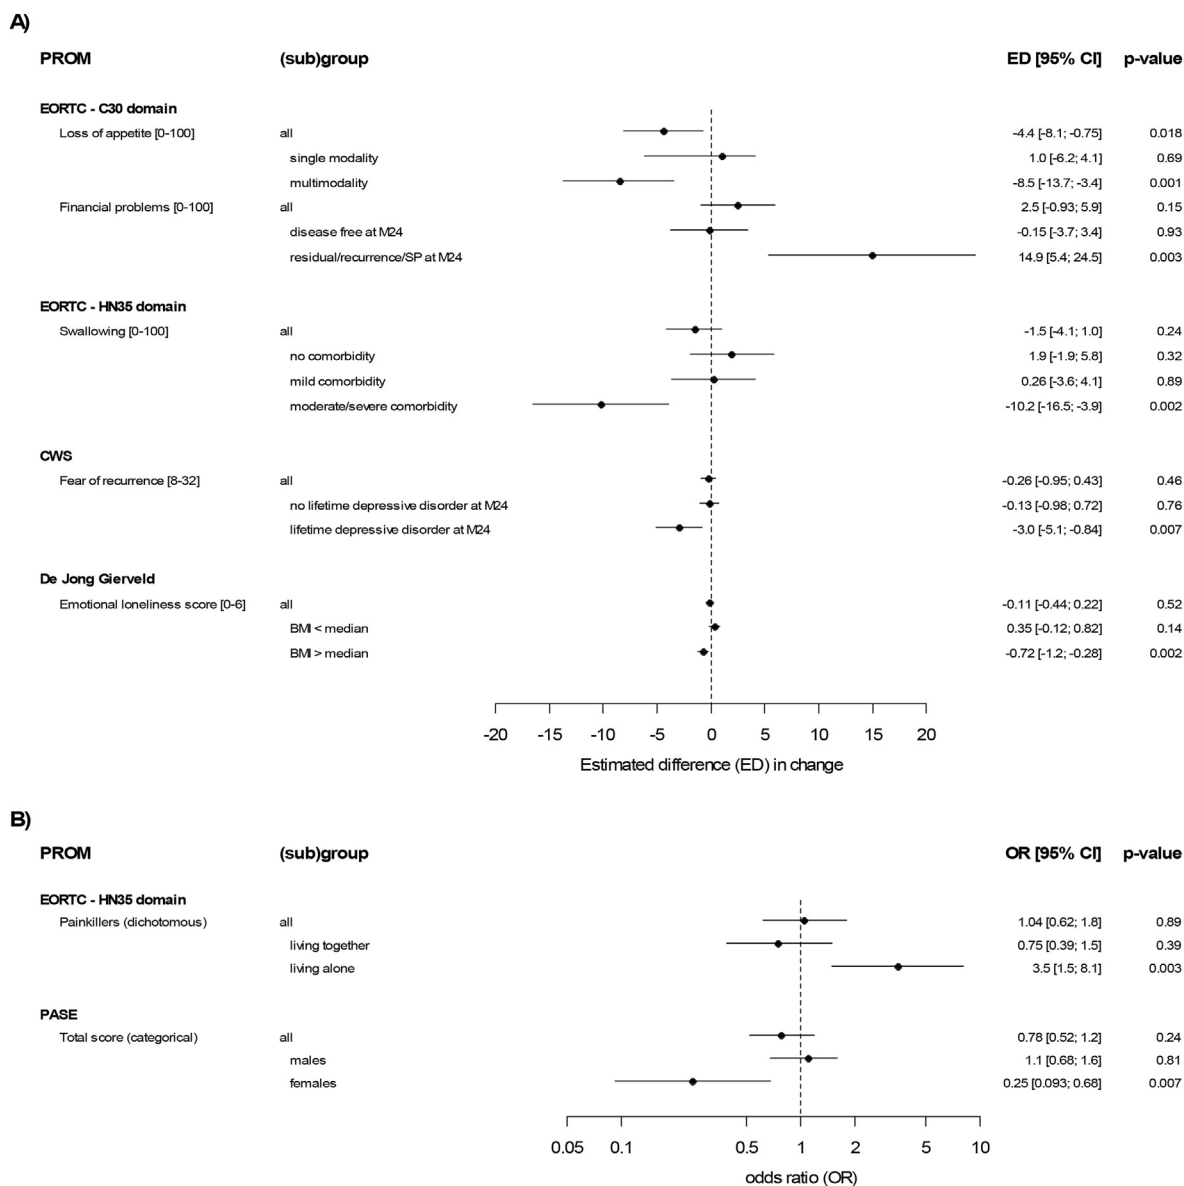 A)
PROM (sub)group ED [95% CI] p-value
EORTC - C30 domain
Loss of appetite [0-100] all -4.4 [-8.1; -0.75] 0.018
single modality 1.0 [-6.2; 4.1] 0.69
multimodality -8.5 [-13.7; -3.4] 0.001
Financial problems [0-100] all 2.5 [-0.93; 5.9] 0.15
disease free at M24 -0.15 [-3.7; 3.4] 0.93
residual/recurrence/SP at M24 14.9 [5.4; 24.5] 0.003
EORTC - HN35 domain
Swallowing [0-100] all -1.5 [-4.1; 1.0] 0.24
no comorbidity 1.9 [-1.9; 5.8] 0.32
mild comorbidity 0.26 [-3.6; 4.1] 0.89
moderate/severe comorbidity -10.2 [-16.5; -3.9] 0.002
CWS
Fear of recurrence [8-32] all -0.26 [-0.95; 0.43] 0.46
no lifetime depressive disorder at M24 -0.13 [-0.98; 0.72] 0.76
lifetime depressive disorder at M24 -3.0 [-5.1; -0.84] 0.007
De Jong Gierveld
Emotional loneliness score [0-6] all -0.11 [-0.44; 0.22] 0.52
BMI < median 0.35 [-0.12; 0.82] 0.14
BMI > median -0.72 [-1.2; -0.28] 0.002
-20 -15 -10 -5 0 5 10 15 20
Estimated difference (ED) in change
B)
PROM (sub)group OR [95% CI] p-value
EORTC - HN35 domain
Painkillers (dichotomous) all 1.04 [0.62; 1.8] 0.89
living together 0.75 [0.39; 1.5] 0.39
living alone 3.5 [1.5; 8.1] 0.003
PASE
Total score (categorical) all 0.78 [0.52; 1.2] 0.24
males 1.1 [0.68; 1.6] 0.81
females 0.25 [0.093; 0.68] 0.007
0.05 0.1 0.5 1 2 5 10
odds ratio (OR)